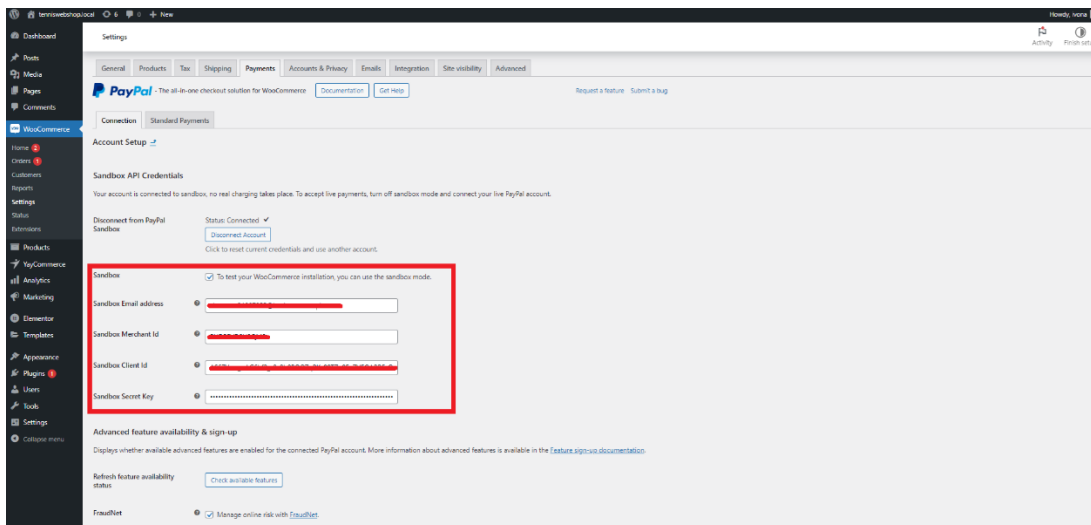 tenniswebshop.local 6 0 + New Howdy, ivona
Dashboard
Posts
Media
Pages
Comments
WooCommerce
Home 2
Orders 1
Customers
Reports
Settings
Status
Extensions
Products
YayCommerce
Analytics
Marketing
Elementor
Templates
Appearance
Plugins 1
Users
Tools
Settings
Collapse menu
Settings
Activity Finish set
General Products Tax Shipping Payments Accounts & Privacy Emails Integration Site visibility Advanced
PayPal - The all-in-one checkout solution for WooCommerce Documentation Get Help Request a feature Submit a bug
Connection Standard Payments
Account Setup
Sandbox API Credentials
Your account is connected to sandbox, no real charging takes place. To accept live payments, turn off sandbox mode and connect your live PayPal account.
Disconnect from PayPal
Sandbox
Status: Connected ✔
Disconnect Account
Click to reset current credentials and use another account.
Sandbox To test your WooCommerce installation, you can use the sandbox mode.
Sandbox Email address
Sandbox Merchant Id
Sandbox Client Id
Sandbox Secret Key
Advanced feature availability & sign-up
Displays whether available advanced features are enabled for the connected PayPal account. More information about advanced features is available in the Feature sign-up documentation.
Refresh feature availability
status
Check available features
FraudNet Manage online risk with FraudNet.